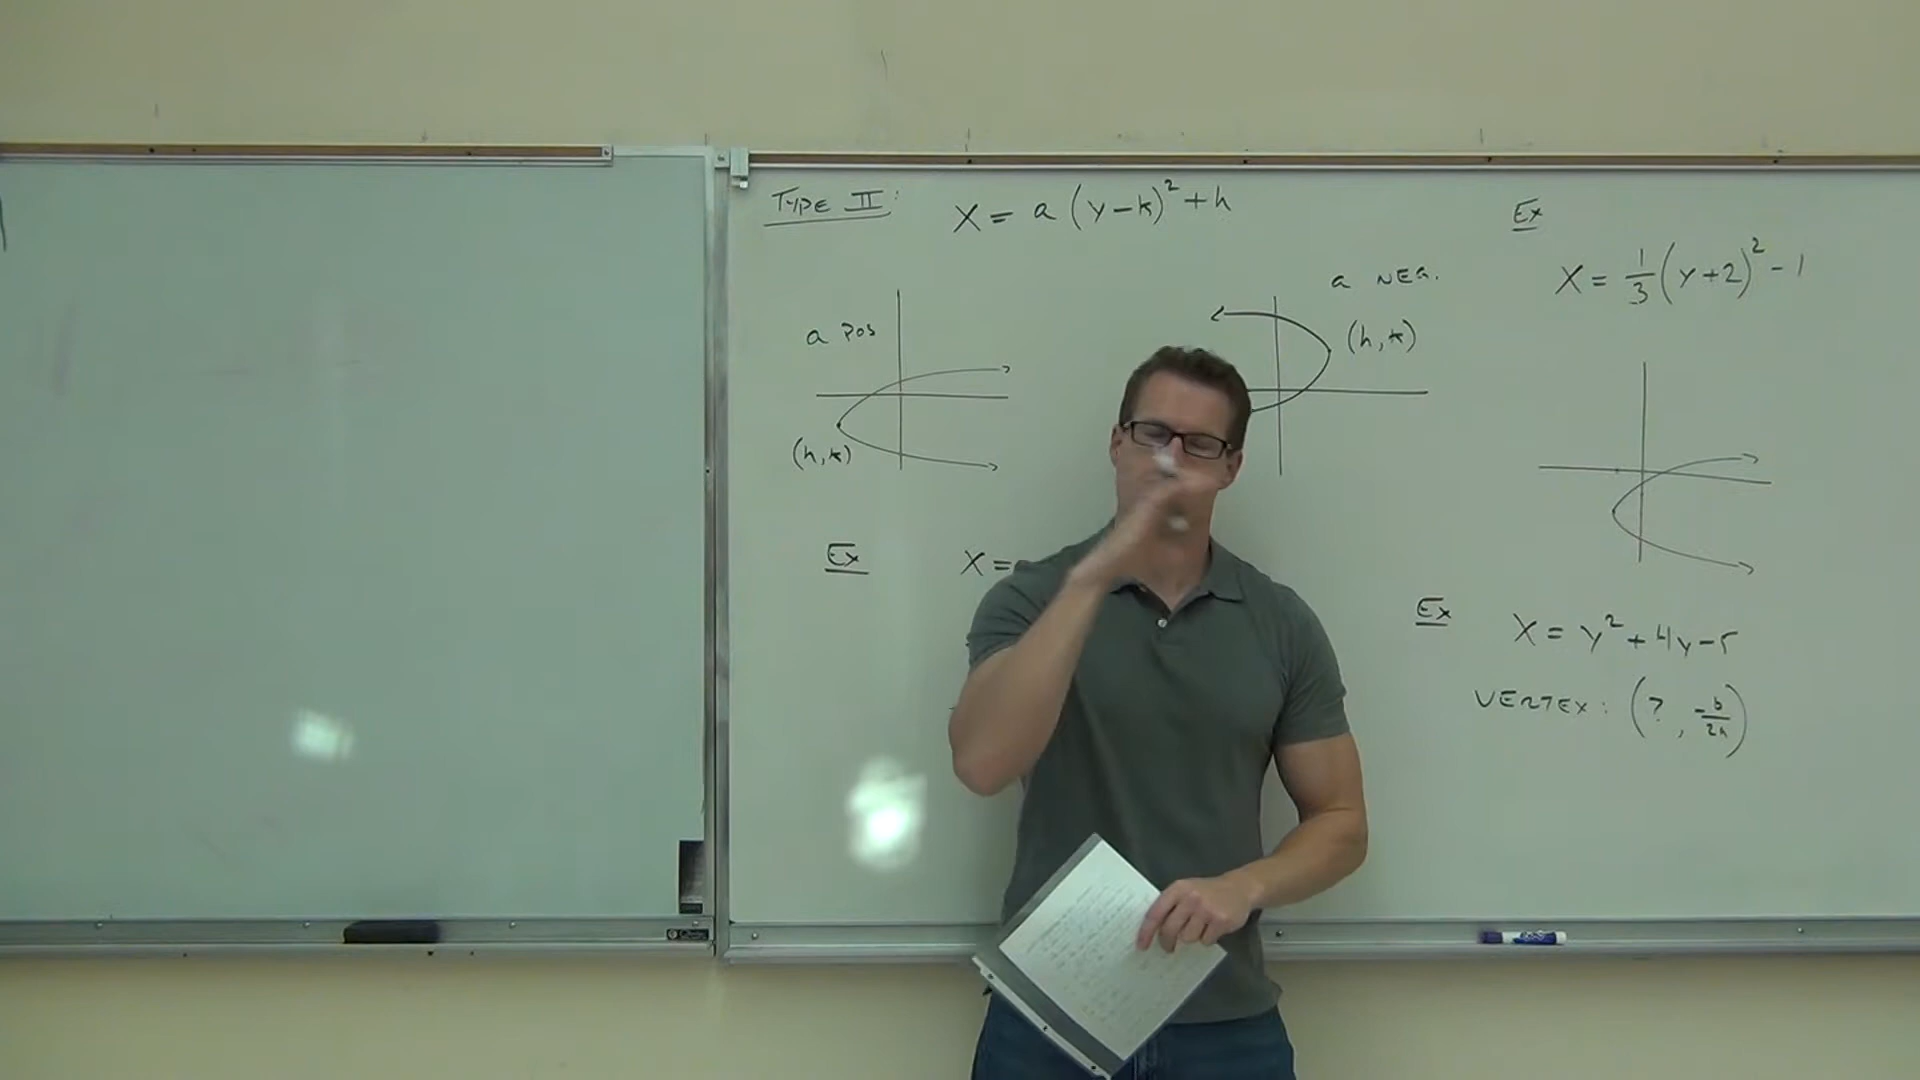 TYPE II: X = a(y-k)² + h
a POS
(h,k)
a NEG.
(h,k)
Ex X =
Ex
X = 1/3 (y+2)² - 1
Ex X = y² + 4y - 5
VERTEX: (?, -b/2a)